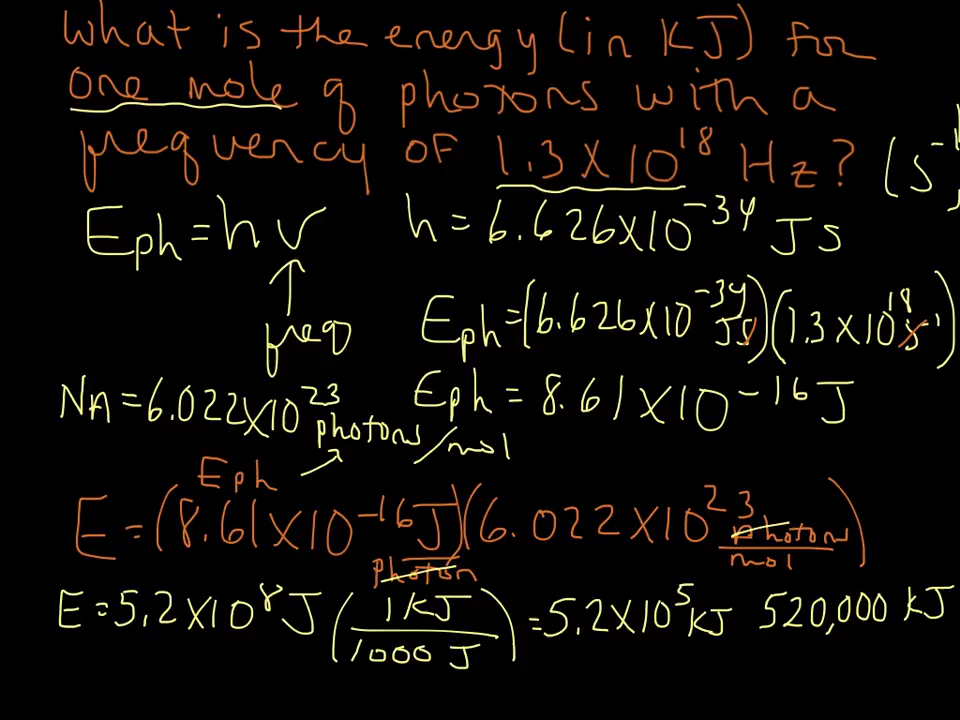 What is the energy (in KJ) for
one mole of photons with a
frequency of 1.3 X 10^18 Hz? (S^-1
Eph = hν h = 6.626X10^-34 JS
freq
Eph = (6.626X10^-34 JS)(1.3 X 10^18 s^-1)
NA = 6.022X10^23 photons/mol
Eph = 8.61 X 10^-16 J
Eph
E = (8.61 X 10^-16 J/photon)(6.022 X 10^23 photons/mol)
E = 5.2 X 10^8 J (1 KJ/1000 J) = 5.2 X 10^5 KJ 520,000 KJ